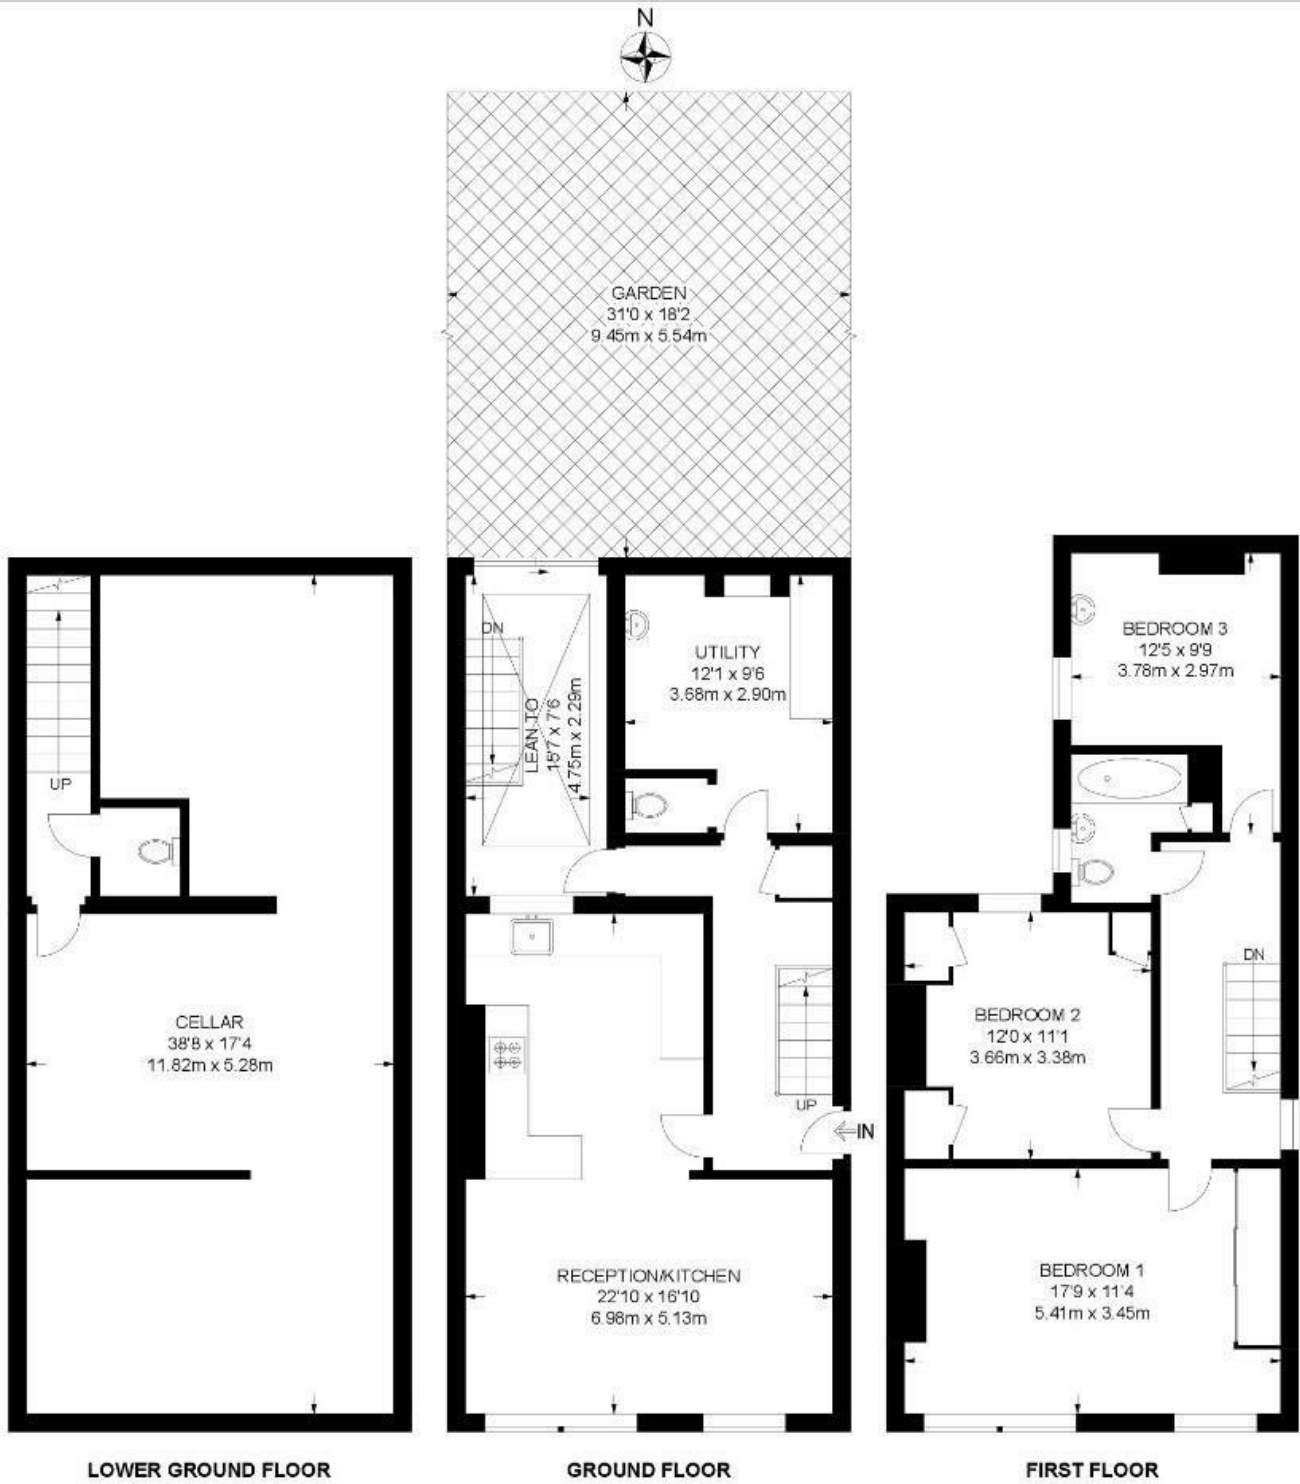 N
GARDEN
31'0 x 18'2
9.45m x 5.54m
UP
CELLAR
38'8 x 17'4
11.82m x 5.28m
LOWER GROUND FLOOR
DN
LEAN TO
15'7 x 7'6
4.75m x 2.29m
UTILITY
12'1 x 9'6
3.68m x 2.90m
UP
IN
RECEPTION/KITCHEN
22'10 x 16'10
6.98m x 5.13m
GROUND FLOOR
BEDROOM 3
12'5 x 9'9
3.78m x 2.97m
DN
BEDROOM 2
12'0 x 11'1
3.66m x 3.38m
BEDROOM 1
17'9 x 11'4
5.41m x 3.45m
FIRST FLOOR